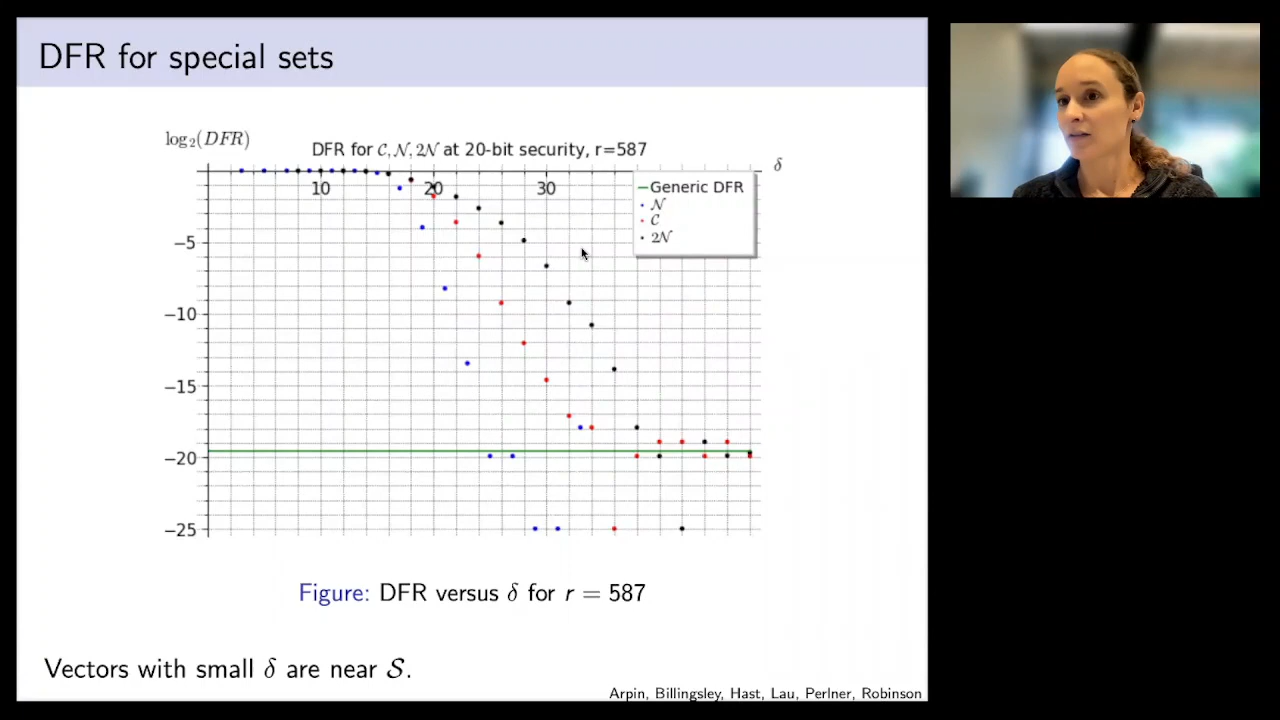 DFR for special sets
log₂(DFR)
DFR for 𝒞, 𝒩, 2𝒩 at 20-bit security, r=587
δ
10
20
30
Generic DFR
𝒩
𝒞
2𝒩
−5
−10
−15
−20
−25
Figure: DFR versus δ for r = 587
Vectors with small δ are near 𝒮.
Arpin, Billingsley, Hast, Lau, Perlner, Robinson